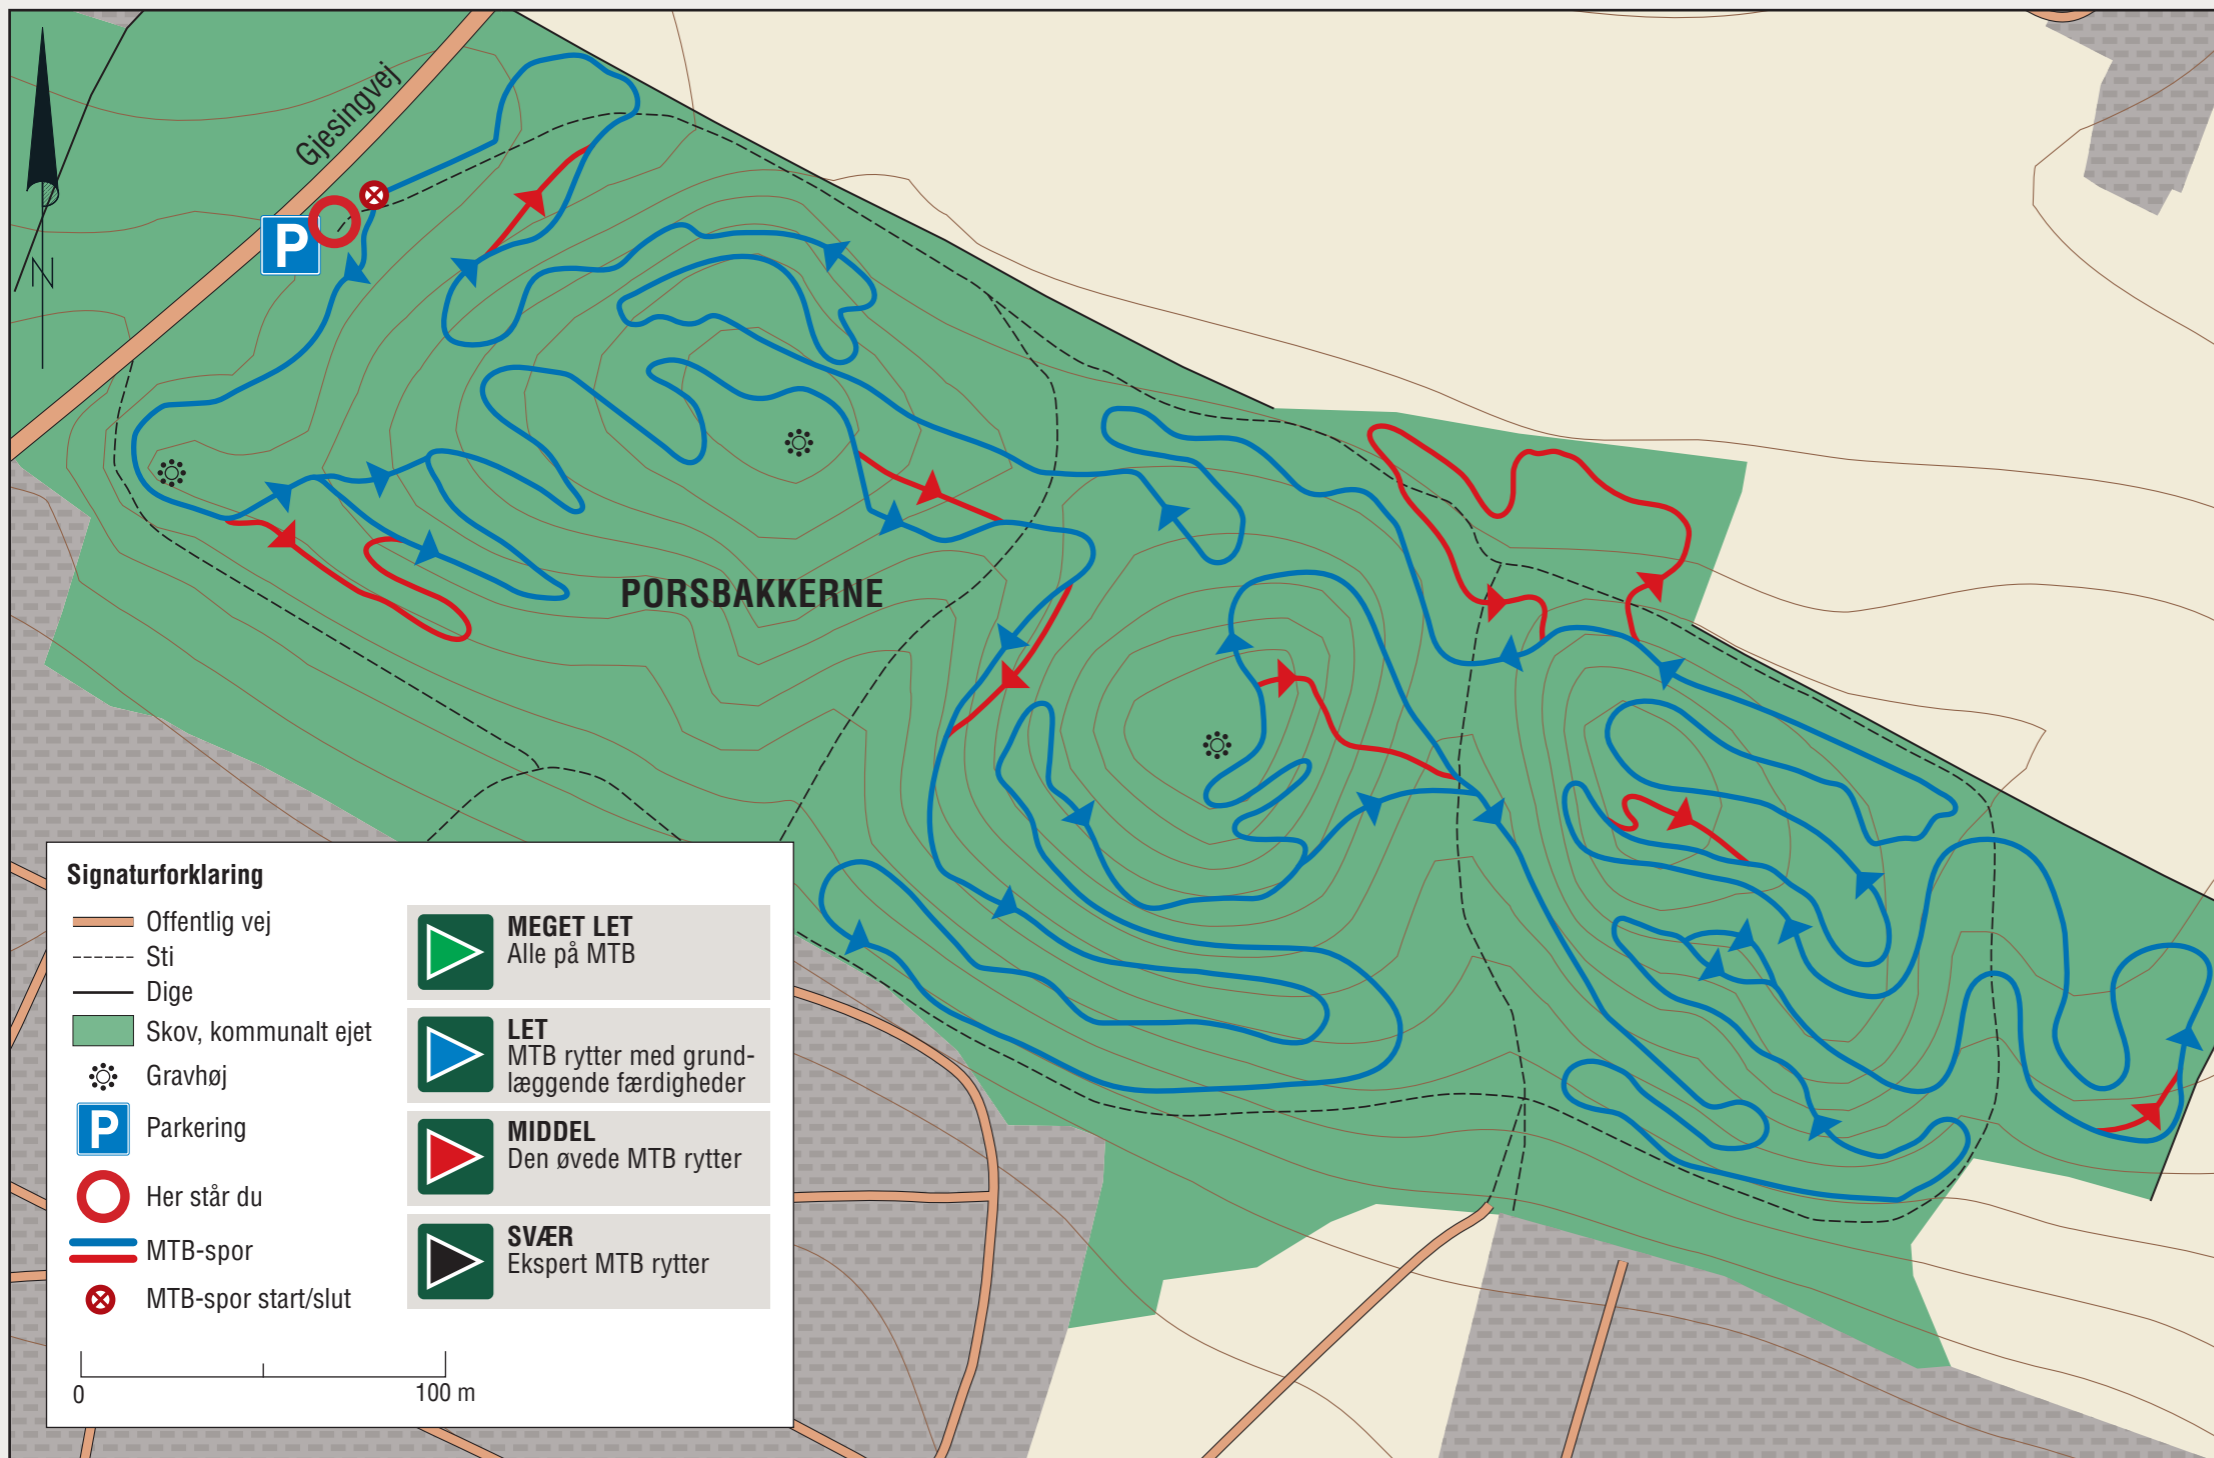 Gjesingvej
P
N
PORSBAKKERNE
Signaturforklaring
Offentlig vej
Sti
Dige
Skov, kommunalt ejet
Gravhøj
P
Parkering
Her står du
MTB-spor
MTB-spor start/slut
0
100 m
MEGET LET
Alle på MTB
LET
MTB rytter med grund-
læggende færdigheder
MIDDEL
Den øvede MTB rytter
SVÆR
Ekspert MTB rytter